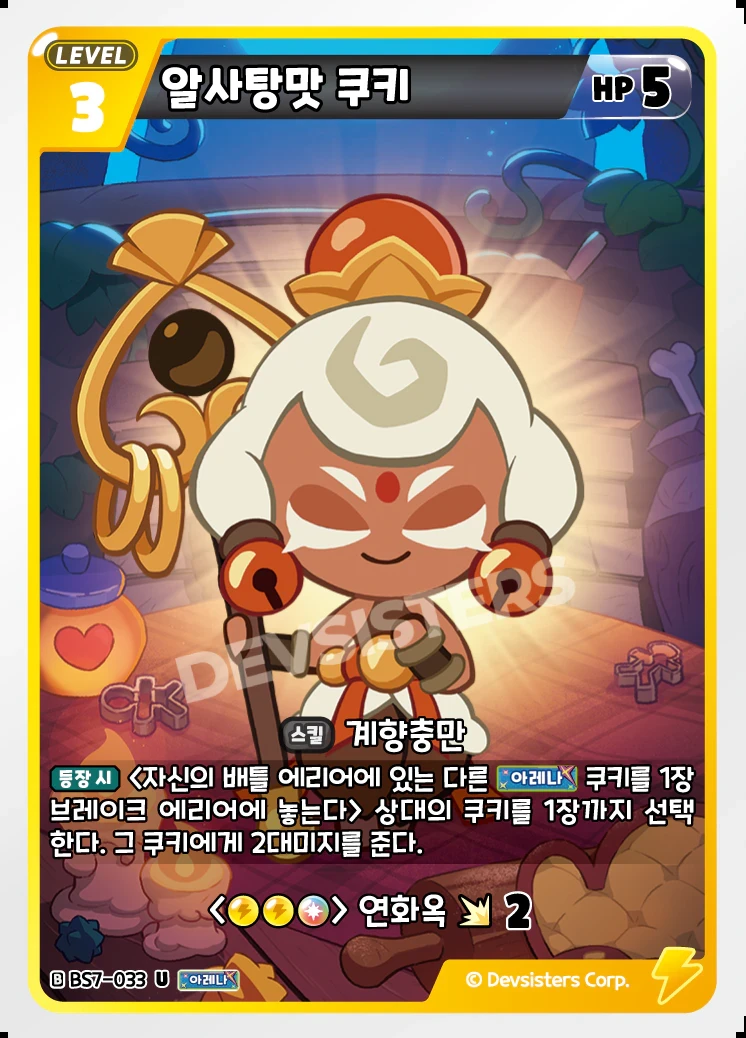 LEVEL
3
알사탕맛 쿠키
HP 5
DEVSISTERS
스킬 계향충만
등장 시 <자신의 배틀 에리어에 있는 다른 아레나 쿠키를 1장
브레이크 에리어에 놓는다> 상대의 쿠키를 1장까지 선택
한다. 그 쿠키에게 2대미지를 준다.
< > 연화옥 2
B BS7-033 U 아레나
© Devsisters Corp.